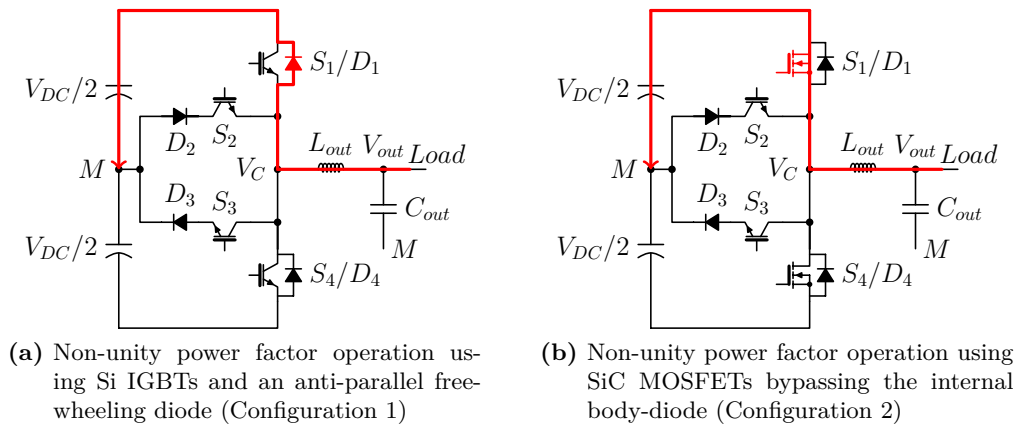 V_{DC}/2
S_1/D_1
D_2
S_2
M
V_C
L_{out}
V_{out}
Load
D_3
S_3
C_{out}
V_{DC}/2
M
S_4/D_4
(a) Non-unity power factor operation us-
ing Si IGBTs and an anti-parallel free-
wheeling diode (Configuration 1)
V_{DC}/2
S_1/D_1
D_2
S_2
M
V_C
L_{out}
V_{out}
Load
D_3
S_3
C_{out}
V_{DC}/2
M
S_4/D_4
(b) Non-unity power factor operation using
SiC MOSFETs bypassing the internal
body-diode (Configuration 2)